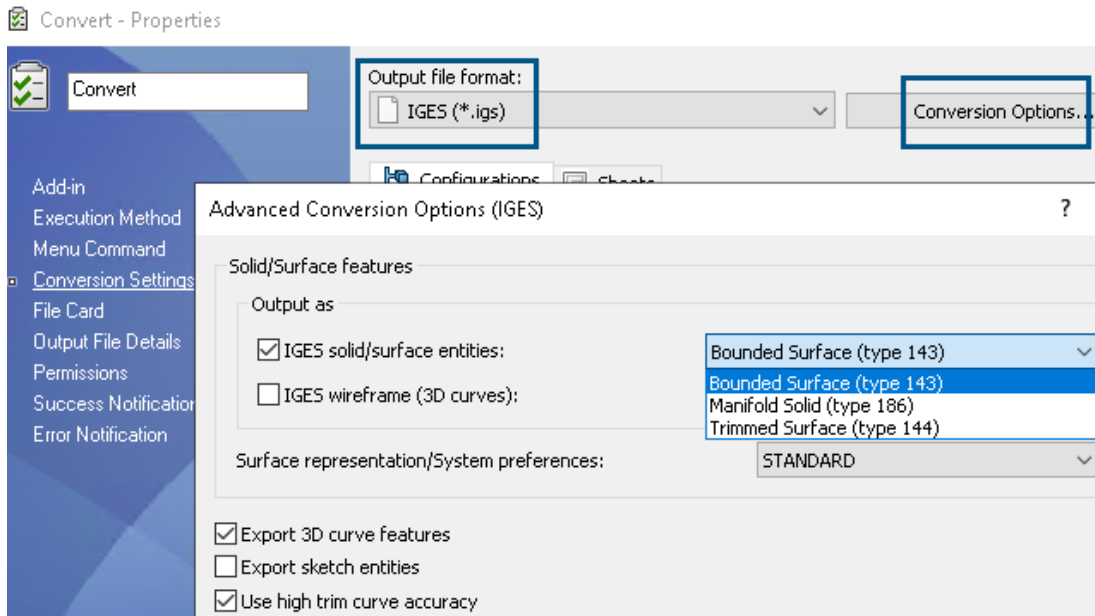 Convert - Properties
Convert
Output file format:
IGES (*.igs)
Conversion Options...
Configurations
Sheets
Add-in
Execution Method
Menu Command
Conversion Settings
File Card
Output File Details
Permissions
Success Notification
Error Notification
Advanced Conversion Options (IGES) ?
Solid/Surface features
Output as
IGES solid/surface entities: Bounded Surface (type 143)
Bounded Surface (type 143)
IGES wireframe (3D curves): Manifold Solid (type 186)
Trimmed Surface (type 144)
Surface representation/System preferences: STANDARD
Export 3D curve features
Export sketch entities
Use high trim curve accuracy